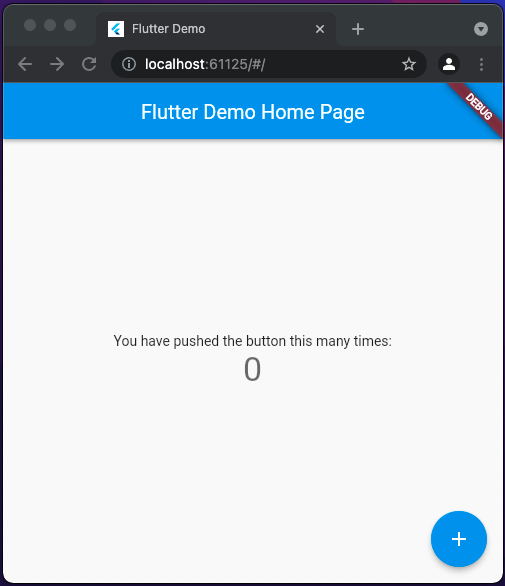 Flutter Demo
localhost:61125/#/
Flutter Demo Home Page
DEBUG
You have pushed the button this many times:
0